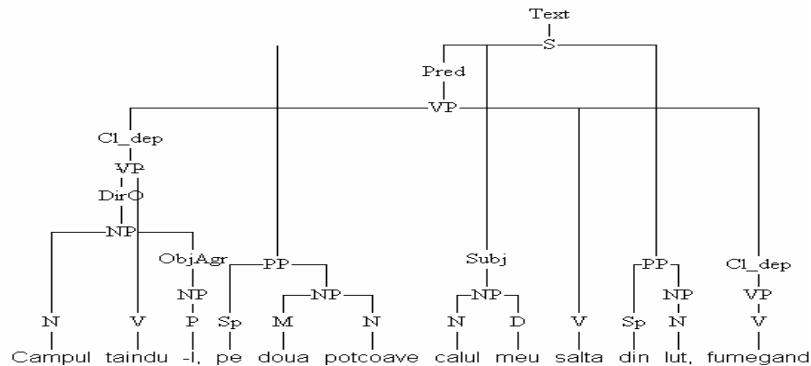 Text
S
Pred
VP
Cl_dep
VP
DirO
NP
ObjAgr PP Subj PP Cl_dep
NP NP NP NP VP
N V P Sp M N N D V Sp N V
Campul taindu -l, pe doua potcoave calul meu salta din lut, fumegand